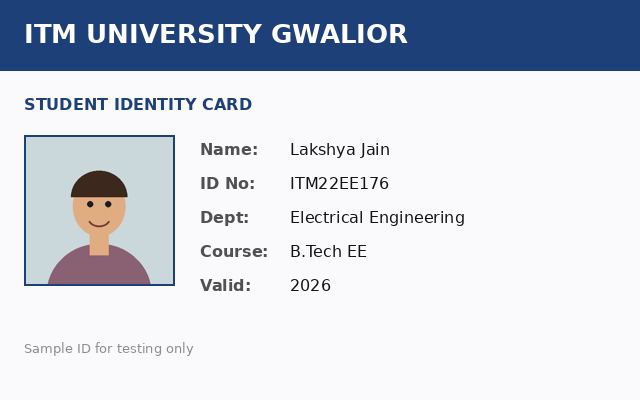 ITM UNIVERSITY GWALIOR
STUDENT IDENTITY CARD
Name: Lakshya Jain
ID No: ITM22EE176
Dept: Electrical Engineering
Course: B.Tech EE
Valid: 2026
Sample ID for testing only